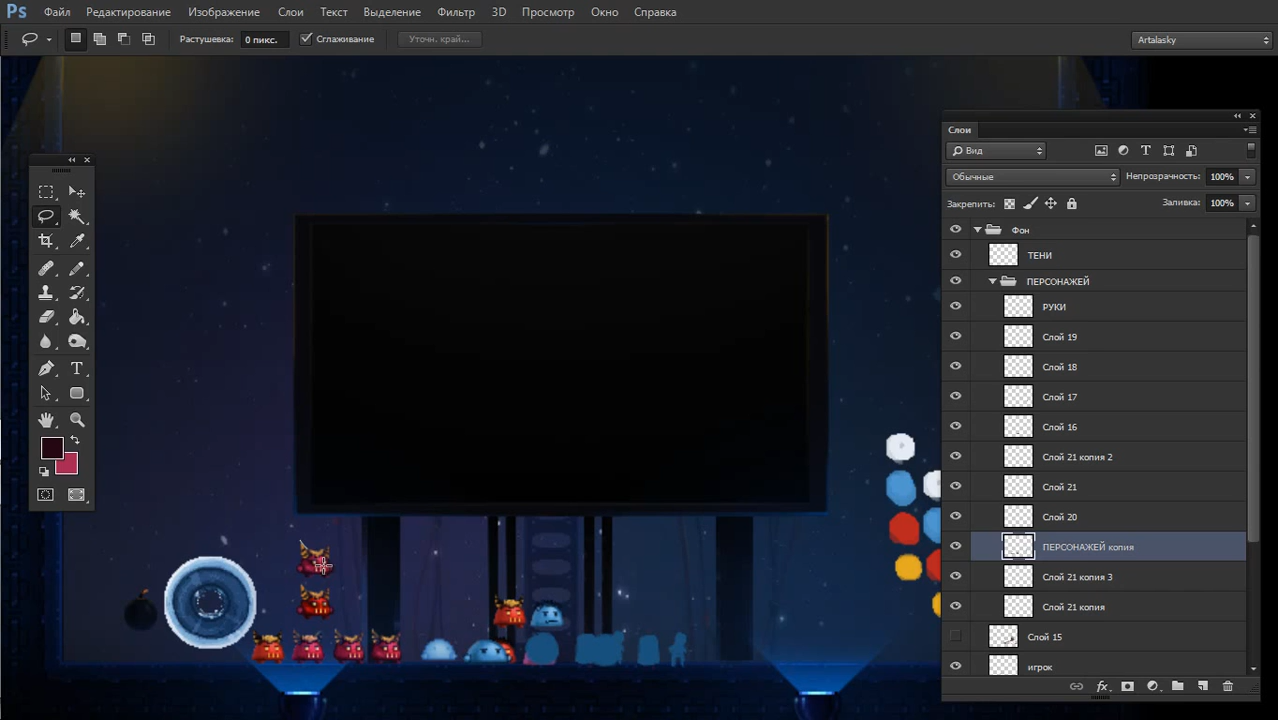 Ps Файл Редактирование Изображение Слои Текст Выделение Фильтр 3D Просмотр Окно Справка
Растушевка: 0 пикс. Сглаживание Уточн. край... Artalasky
Слои
Вид
Обычные Непрозрачность: 100%
Закрепить: Заливка: 100%
Фон
ТЕНИ
ПЕРСОНАЖЕЙ
РУКИ
Слой 19
Слой 18
Слой 17
Слой 16
Слой 21 копия 2
Слой 21
Слой 20
ПЕРСОНАЖЕЙ копия
Слой 21 копия 3
Слой 21 копия
Слой 15
игрок
fx